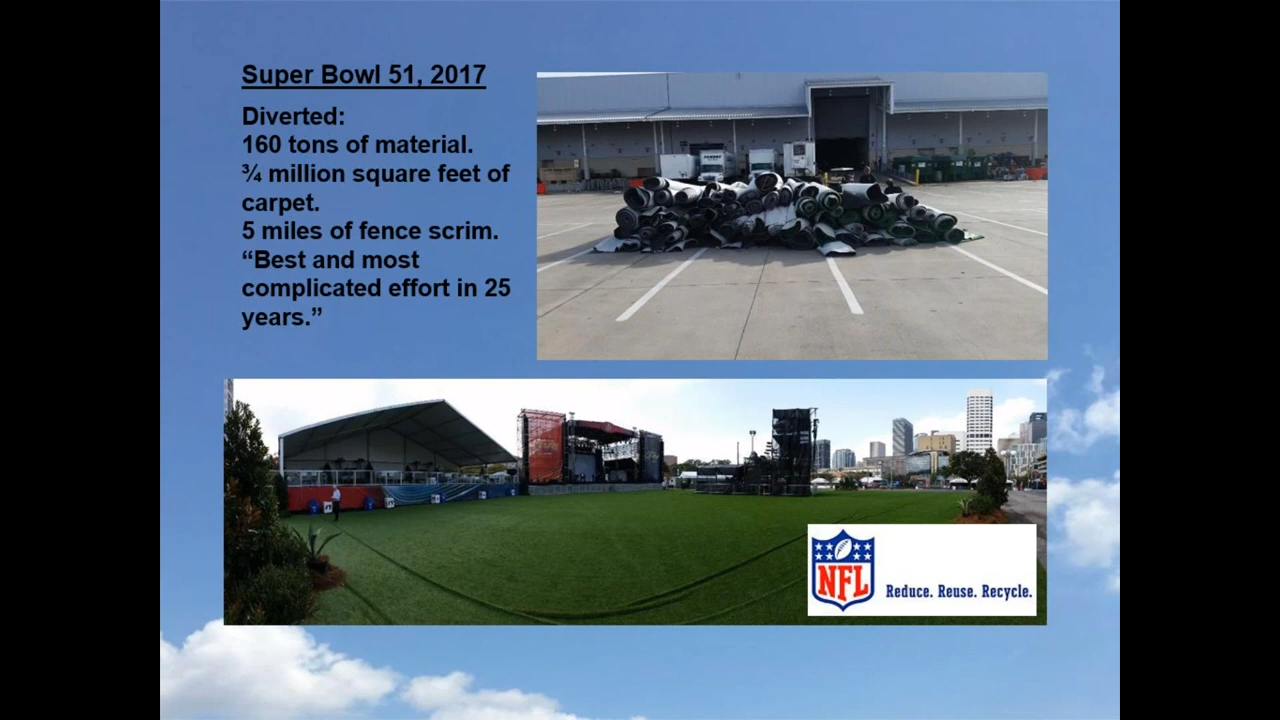 Super Bowl 51, 2017
Diverted:
160 tons of material.
¾ million square feet of
carpet.
5 miles of fence scrim.
“Best and most
complicated effort in 25
years.”
NFL
Reduce. Reuse. Recycle.